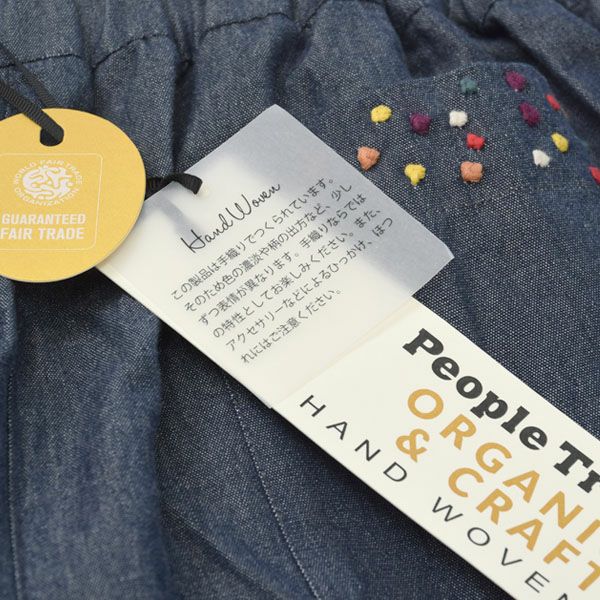 WORLD FAIR TRADE
ORGANIZATION
GUARANTEED
FAIR TRADE
Hand Woven
この製品は手織りでつくられています。
そのため色の濃淡や柄の出方など、少し
ずつ表情が異なります。手織りならでは
の特性としてお楽しみください。また、
アクセサリーなどによるひっかけ、ほつ
れにはご注意ください。
People Tr
ORGANI
& CRAFT
HAND WOVEN